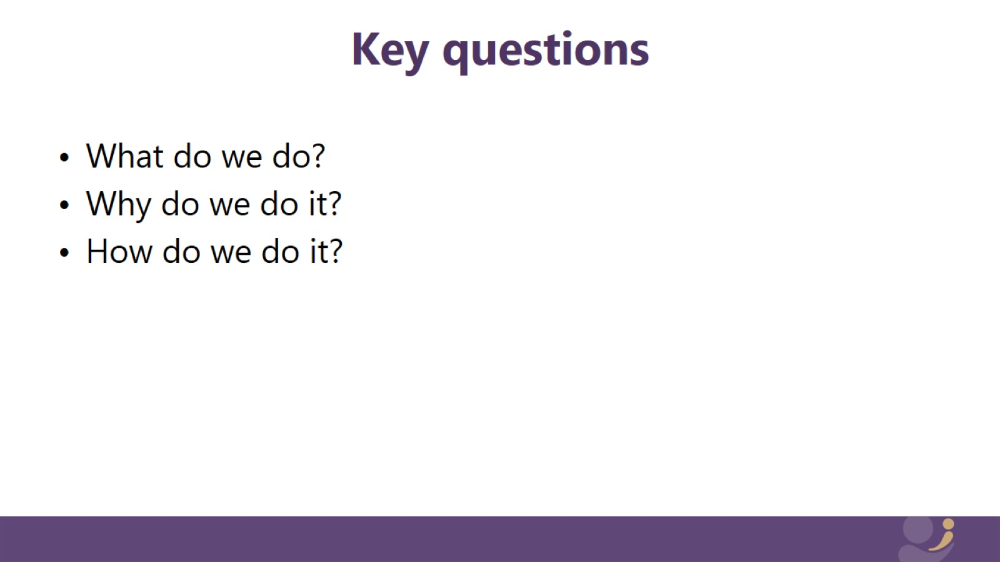 Key questions
• What do we do?
• Why do we do it?
• How do we do it?